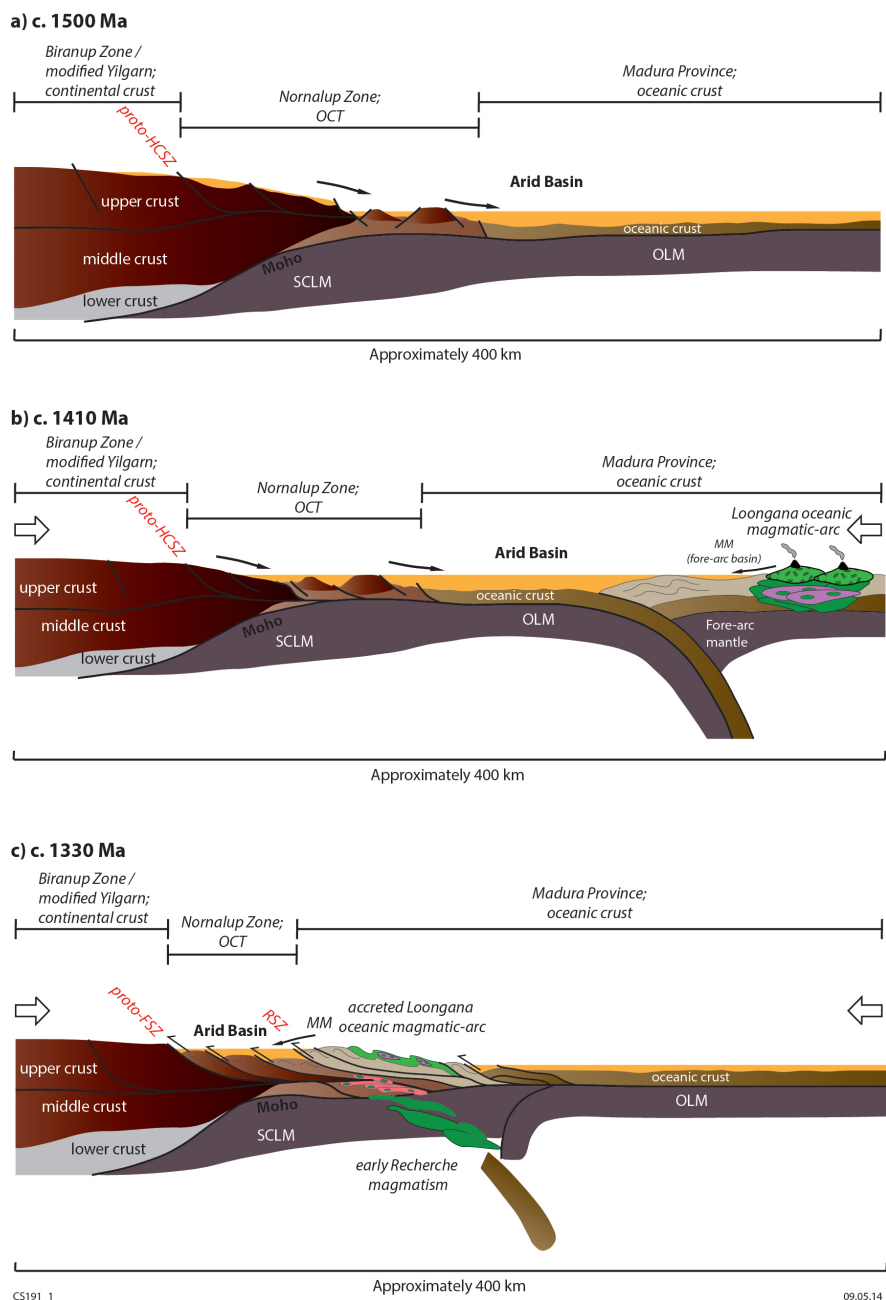 a) c. 1500 Ma
Biranup Zone /
modified Yilgarn;
continental crust
Nornalup Zone;
OCT
Madura Province;
oceanic crust
proto-HCSZ
Arid Basin
upper crust
oceanic crust
middle crust
Moho
OLM
SCLM
lower crust
Approximately 400 km
b) c. 1410 Ma
Biranup Zone /
modified Yilgarn;
continental crust
Nornalup Zone;
OCT
Madura Province;
oceanic crust
proto-HCSZ
Loongana oceanic
magmatic-arc
MM
(fore-arc basin)
Arid Basin
upper crust
oceanic crust
middle crust
Moho
OLM
Fore-arc
mantle
SCLM
lower crust
Approximately 400 km
c) c. 1330 Ma
Biranup Zone /
modified Yilgarn;
continental crust
Nornalup Zone;
OCT
Madura Province;
oceanic crust
proto-FSZ
Arid Basin
RSZ
MM
accreted Loongana
oceanic magmatic-arc
upper crust
oceanic crust
middle crust
Moho
OLM
SCLM
lower crust
early Recherche
magmatism
Approximately 400 km
CS191_1
09.05.14